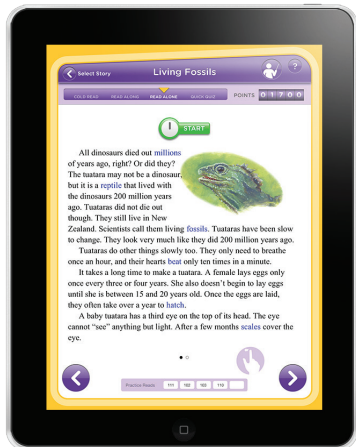 Select Story
Living Fossils
?
COLD READ
READ ALONG
READ ALONE
QUICK QUIZ
POINTS
01700
START
All dinosaurs died out millions
of years ago, right? Or did they?
The tuatara may not be a dinosaur,
but it is a reptile that lived with
the dinosaurs 200 million years
ago. Tuataras did not die out
though. They still live in New
Zealand. Scientists call them living fossils. Tuataras have been slow
to change. They look very much like they did 200 million years ago.
Tuataras do other things slowly too. They only need to breathe
once an hour, and their hearts beat only ten times in a minute.
It takes a long time to make a tuatara. A female lays eggs only
once every three or four years. She also doesn't begin to lay eggs
until she is between 15 and 20 years old. Once the eggs are laid,
they often take over a year to hatch.
A baby tuatara has a third eye on the top of its head. The eye
cannot “see” anything but light. After a few months scales cover the
eye.
Practice Reads